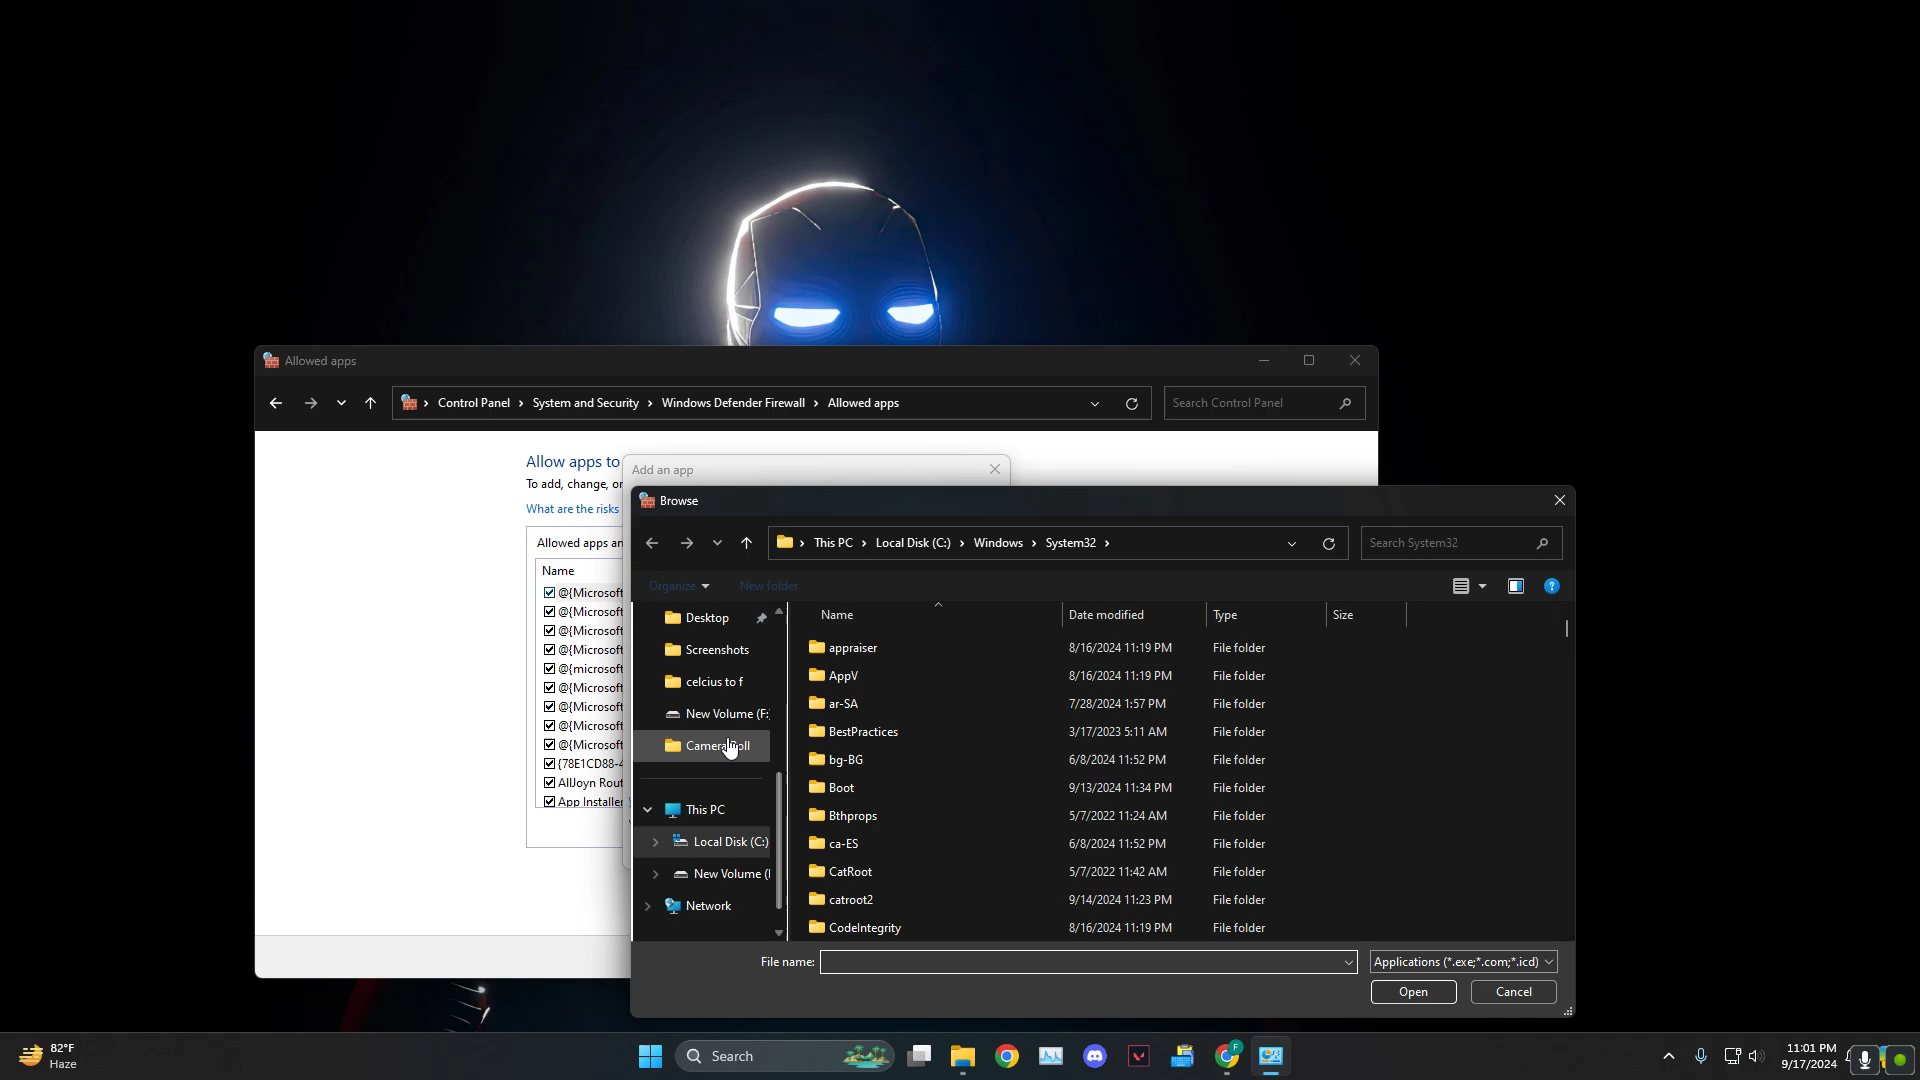 Allowed apps
Control Panel › System and Security › Windows Defender Firewall › Allowed apps
Search Control Panel
Allow apps to
To add, change, or
What are the risks
Allowed apps an
Name
@{Microsoft
@{Microsoft
@{Microsoft
@{Microsoft
@{microsoft
@{Microsoft
@{Microsoft
@{Microsoft
@{Microsoft
{78E1CD88-4
AllJoyn Rout
App Installer
Add an app
Browse
This PC › Local Disk (C:) › Windows › System32 ›
Search System32
Organize
New folder
Desktop
Screenshots
celcius to f
New Volume (F:
This PC
Local Disk (C:)
New Volume (
Network
Name Date modified Type Size
appraiser 8/16/2024 11:19 PM File folder
AppV 8/16/2024 11:19 PM File folder
ar-SA 7/28/2024 1:57 PM File folder
BestPractices 3/17/2023 5:11 AM File folder
bg-BG 6/8/2024 11:52 PM File folder
Boot 9/13/2024 11:34 PM File folder
Bthprops 5/7/2022 11:24 AM File folder
ca-ES 6/8/2024 11:52 PM File folder
CatRoot 5/7/2022 11:42 AM File folder
catroot2 9/14/2024 11:23 PM File folder
CodeIntegrity 8/16/2024 11:19 PM File folder
File name:
Applications (*.exe;*.com;*.icd)
Open
Cancel
82°F
Haze
Search
F
11:01 PM
9/17/2024